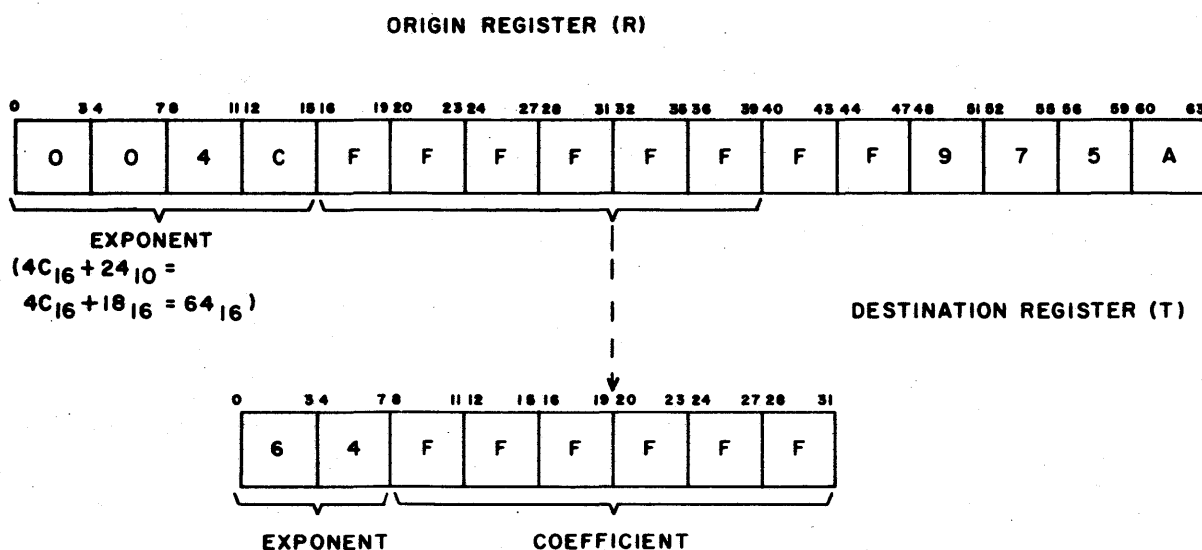 ORIGIN REGISTER (R)
0 3 4 7 8 11 12 15 16 19 20 23 24 27 28 31 32 35 36 39 40 43 44 47 48 51 52 55 56 59 60 63
0 0 4 C F F F F F F F F 9 7 5 A
EXPONENT
(4C16 + 2410 =
4C16 + 1816 = 6416)
DESTINATION REGISTER (T)
0 3 4 7 8 11 12 15 16 19 20 23 24 27 28 31
6 4 F F F F F F
EXPONENT COEFFICIENT